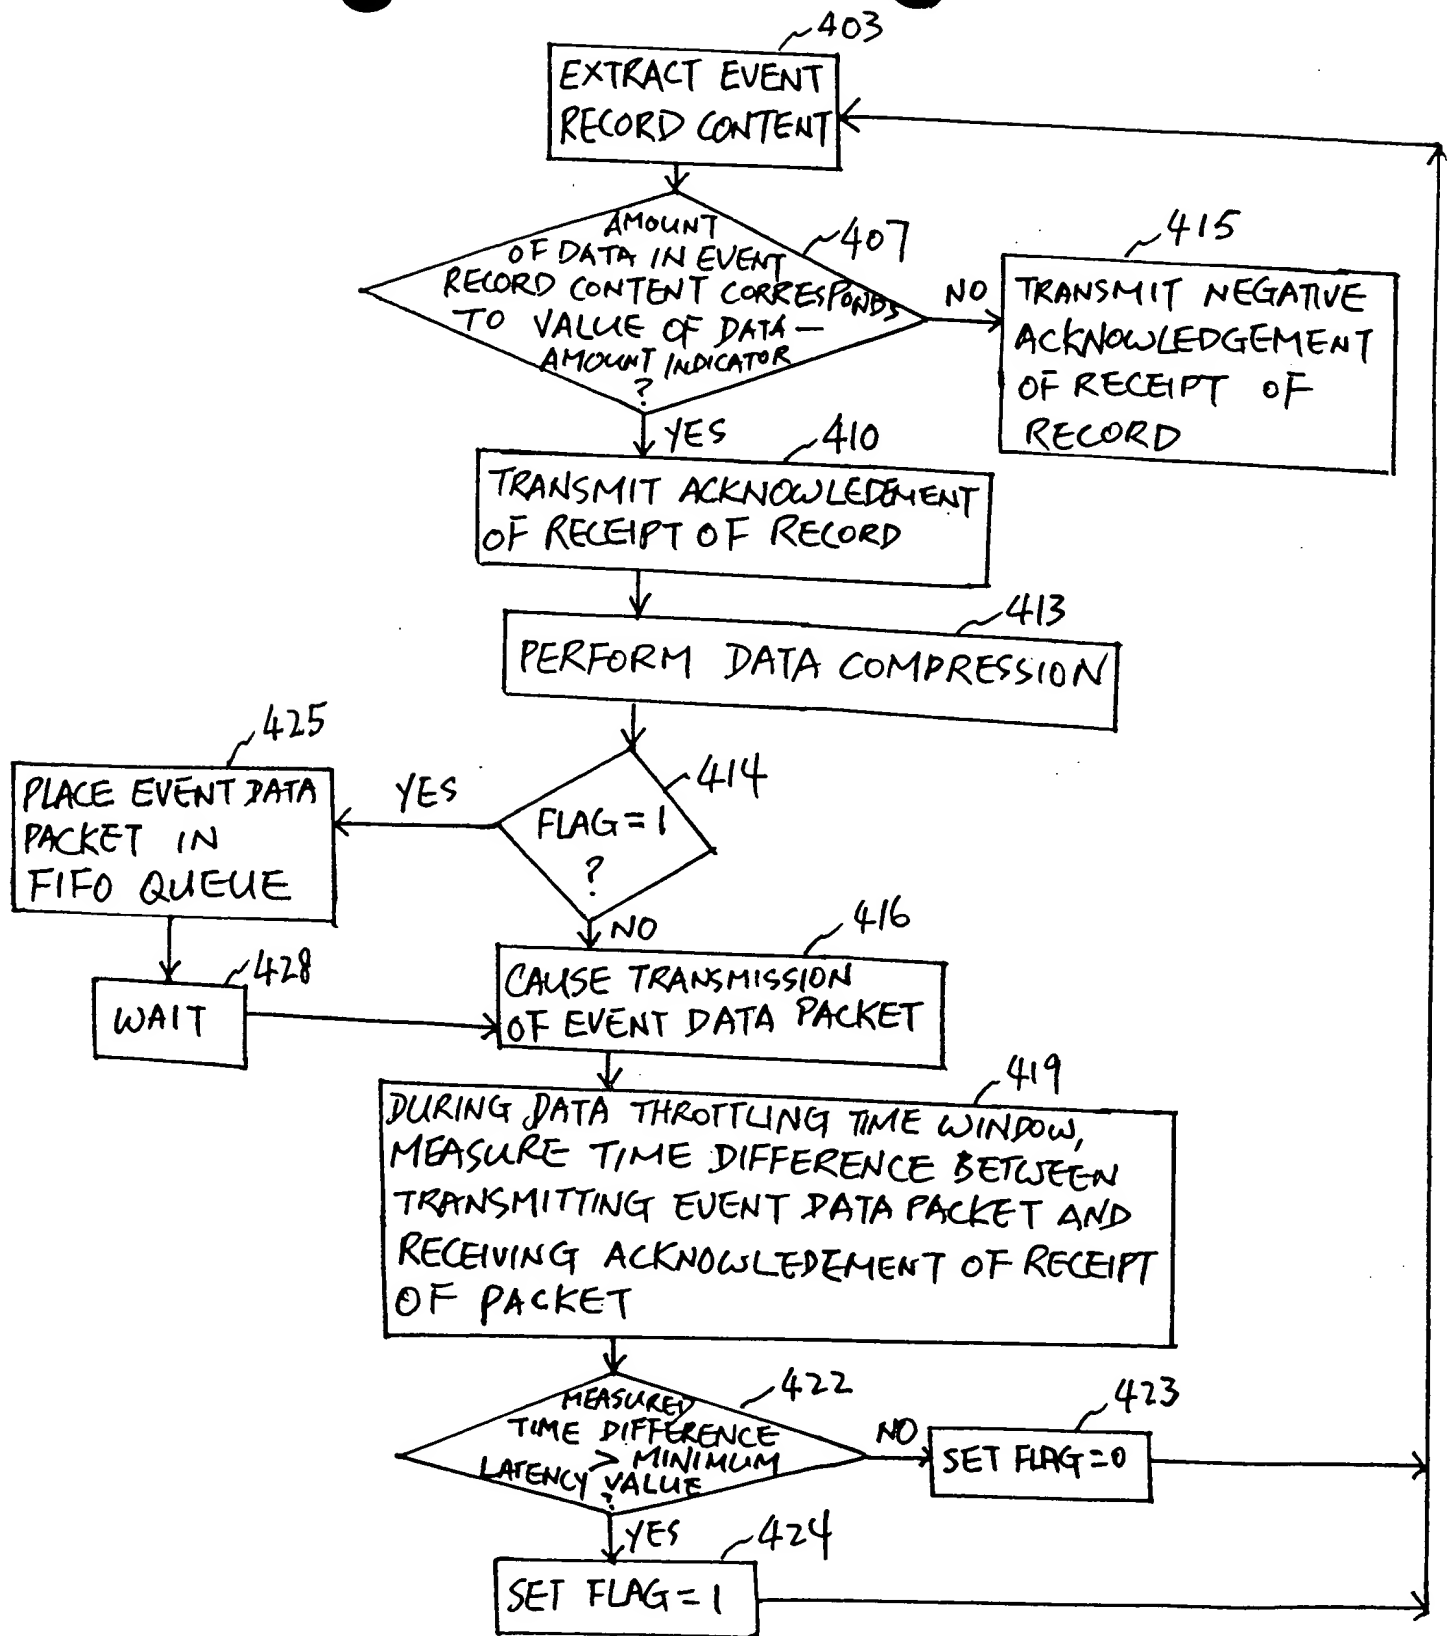 403
EXTRACT EVENT
RECORD CONTENT
AMOUNT
OF DATA IN EVENT
RECORD CONTENT CORRESPONDS
TO VALUE OF DATA-
AMOUNT INDICATOR
?
407
NO
415
TRANSMIT NEGATIVE
ACKNOWLEDGEMENT
OF RECEIPT OF
RECORD
YES
410
TRANSMIT ACKNOWLEDEMENT
OF RECEIPT OF RECORD
413
PERFORM DATA COMPRESSION
414
FLAG=1
?
YES
425
PLACE EVENT DATA
PACKET IN
FIFO QUEUE
NO
428
WAIT
416
CAUSE TRANSMISSION
OF EVENT DATA PACKET
419
DURING DATA THROTTLING TIME WINDOW,
MEASURE TIME DIFFERENCE BETWEEN
TRANSMITTING EVENT DATA PACKET AND
RECEIVING ACKNOWLEDEMENT OF RECEIPT
OF PACKET
422
MEASURED
TIME DIFFERENCE
> MINIMUM
LATENCY VALUE
?
NO
423
SET FLAG=0
YES
424
SET FLAG=1